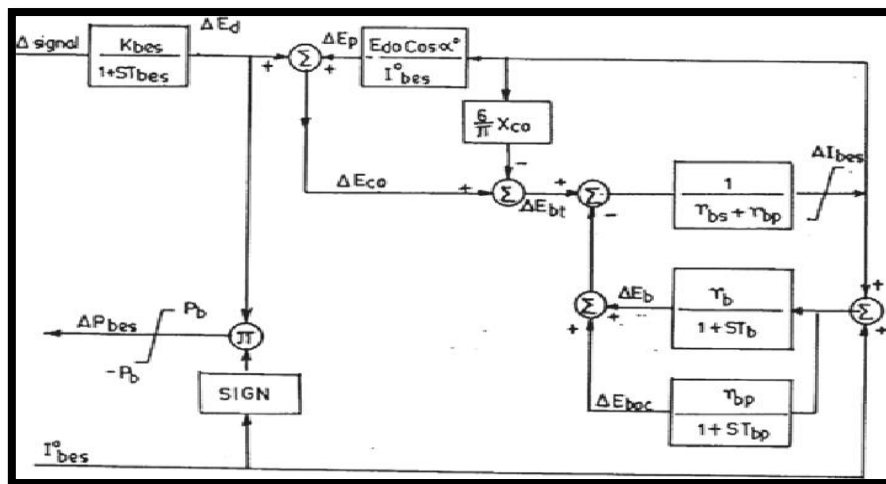 Δ signal
Kbes
1+STbes
ΔEd
+
Σ
+
ΔEp
Edo Cos α°
I°bes
6/π Xco
-
ΔEco
+
Σ
ΔEbt
+
Σ
-
1
rbs + rbp
ΔIbes
+
Σ
+
rb
1+STb
ΔEb
+
Σ
+
ΔEboc
rbp
1+STbp
ΔPbes
Pb
-Pb
π
SIGN
I°bes